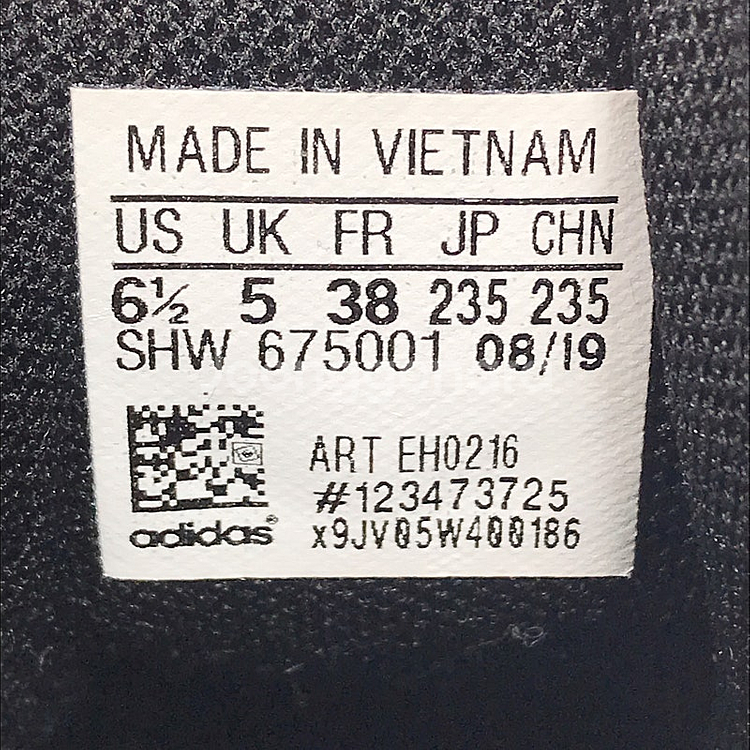 MADE IN VIETNAM
US UK FR JP CHN
6½ 5 38 235 235
SHW 675001 08/19
ART EH0216
#123473725
adidas®
x9JV05W400186